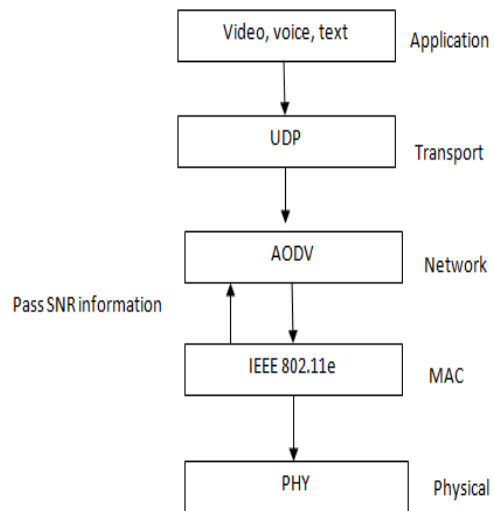 Video, voice, text
Application
UDP
Transport
AODV
Network
Pass SNR information
IEEE 802.11e
MAC
PHY
Physical